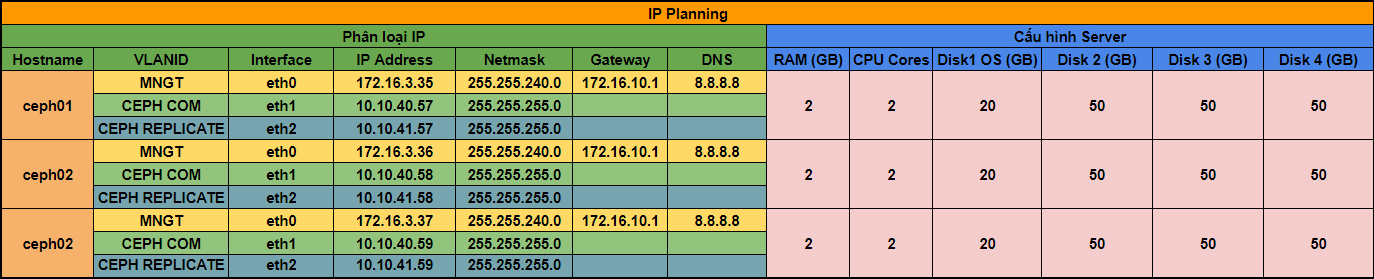 IP Planning
Phân loại IP Cấu hình Server
Hostname VLANID Interface IP Address Netmask Gateway DNS RAM (GB) CPU Cores Disk1 OS (GB) Disk 2 (GB) Disk 3 (GB) Disk 4 (GB)
MNGT eth0 172.16.3.35 255.255.240.0 172.16.10.1 8.8.8.8
ceph01 CEPH COM eth1 10.10.40.57 255.255.255.0 2 2 20 50 50 50
CEPH REPLICATE eth2 10.10.41.57 255.255.255.0
MNGT eth0 172.16.3.36 255.255.240.0 172.16.10.1 8.8.8.8
ceph02 CEPH COM eth1 10.10.40.58 255.255.255.0 2 2 20 50 50 50
CEPH REPLICATE eth2 10.10.41.58 255.255.255.0
MNGT eth0 172.16.3.37 255.255.240.0 172.16.10.1 8.8.8.8
ceph02 CEPH COM eth1 10.10.40.59 255.255.255.0 2 2 20 50 50 50
CEPH REPLICATE eth2 10.10.41.59 255.255.255.0